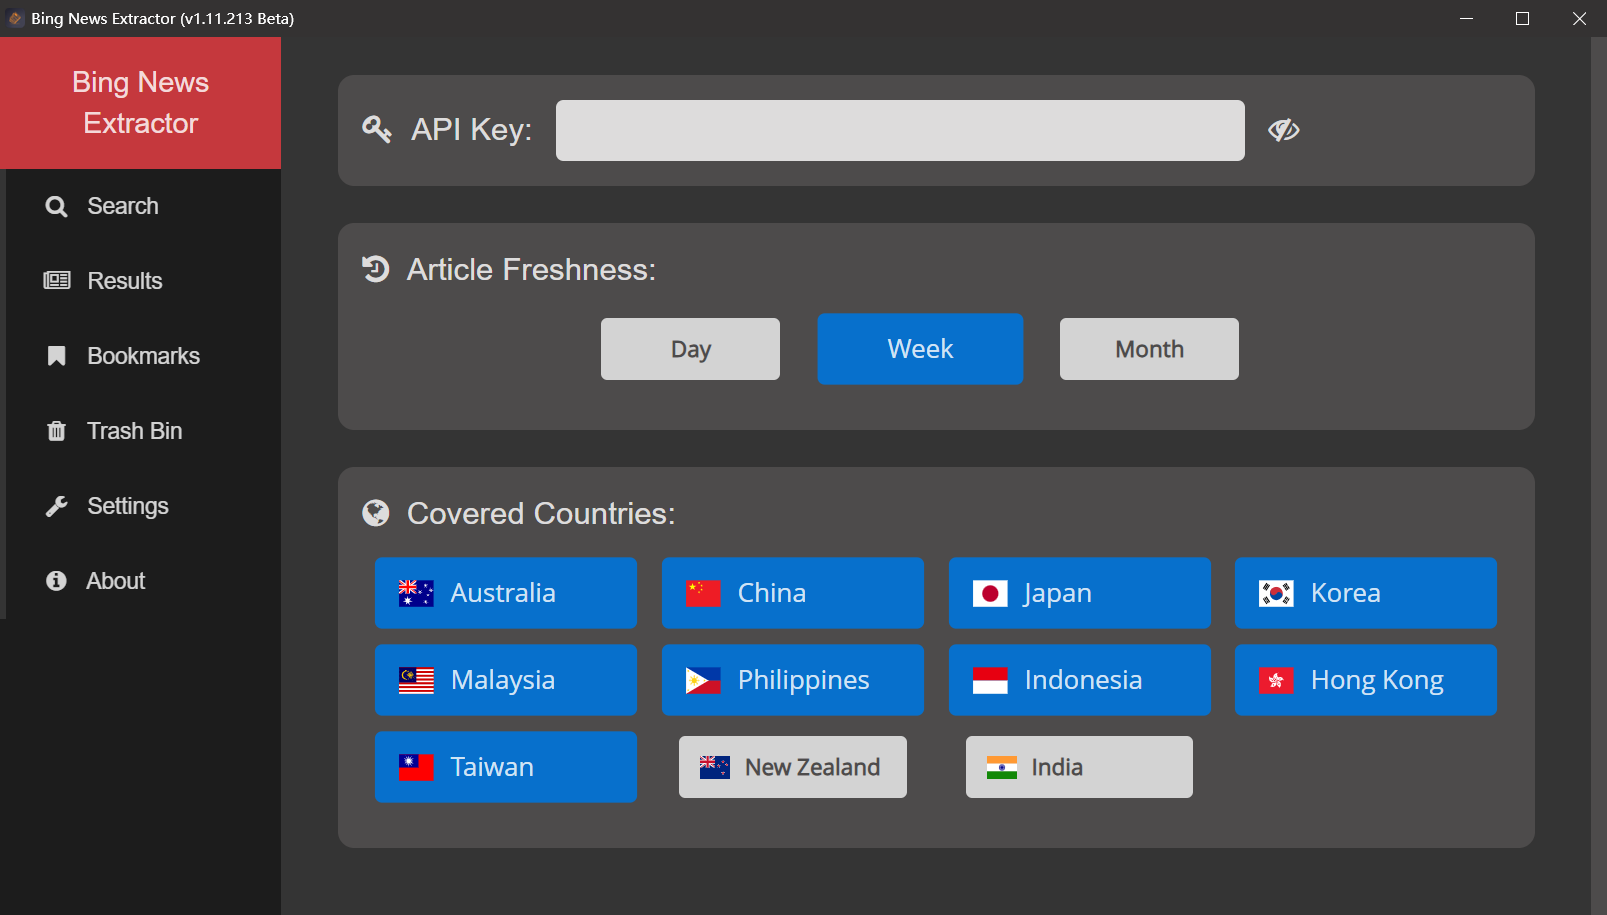 Bing News Extractor (v1.11.213 Beta)
Bing News
Extractor
Search
Results
Bookmarks
Trash Bin
Settings
About
API Key:
Article Freshness:
Day
Week
Month
Covered Countries:
Australia
China
Japan
Korea
Malaysia
Philippines
Indonesia
Hong Kong
Taiwan
New Zealand
India